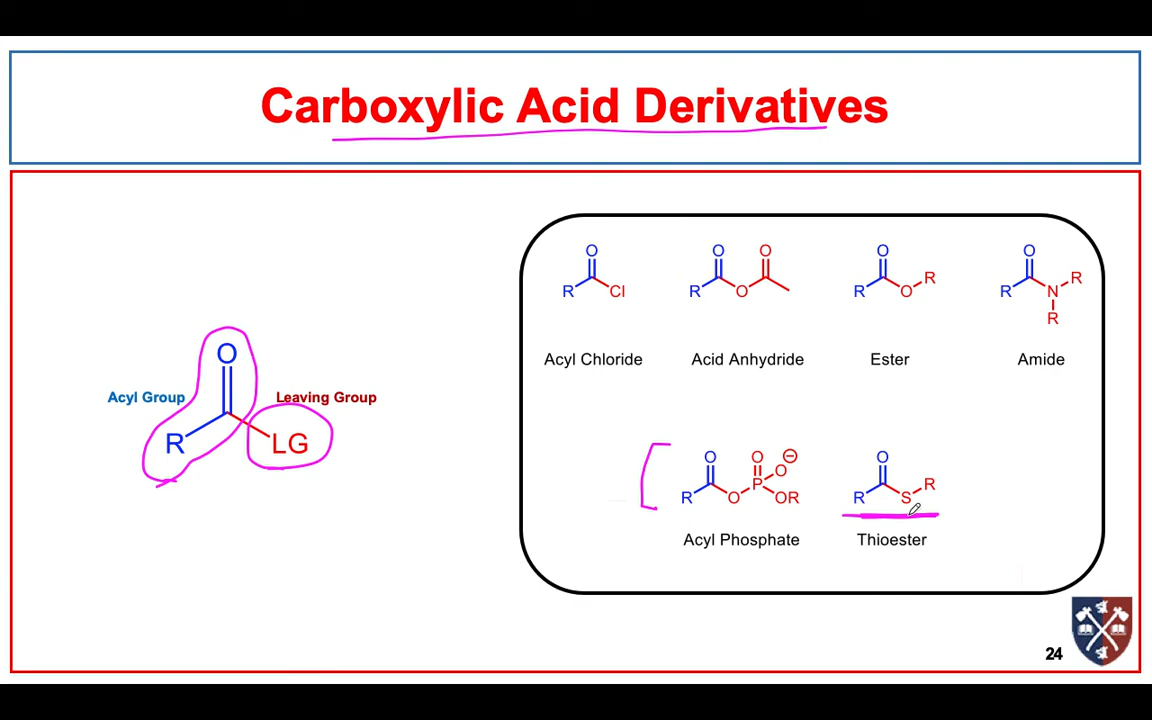 Carboxylic Acid Derivatives
Acyl Group
Leaving Group
O
R
LG
O
R
Cl
Acyl Chloride
O
O
R
O
Acid Anhydride
O
R
O
R
Ester
O
R
N
R
R
Amide
O
O
O
R
O
P
OR
Acyl Phosphate
O
R
S
R
Thioester
24